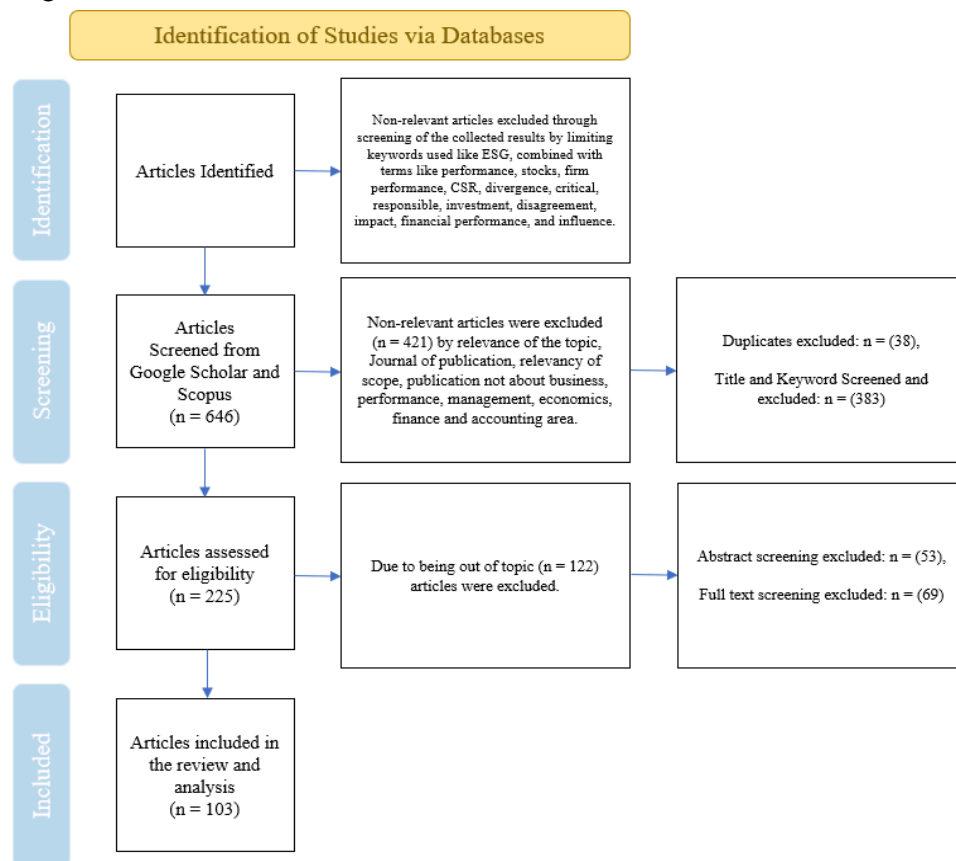 Identification of Studies via Databases
Identification
Articles Identified
Non-relevant articles excluded through
screening of the collected results by limiting
keywords used like ESG, combined with
terms like performance, stocks, firm
performance, CSR, divergence, critical,
responsible, investment, disagreement,
impact, financial performance, and influence.
Screening
Articles
Screened from
Google Scholar and
Scopus
(n = 646)
Non-relevant articles were excluded
(n = 421) by relevance of the topic,
Journal of publication, relevancy of
scope, publication not about business,
performance, management, economics,
finance and accounting area.
Duplicates excluded: n = (38),
Title and Keyword Screened and
excluded: n = (383)
Eligibility
Articles assessed
for eligibility
(n = 225)
Due to being out of topic (n = 122)
articles were excluded.
Abstract screening excluded: n = (53),
Full text screening excluded: n = (69)
Included
Articles included in
the review and
analysis
(n = 103)